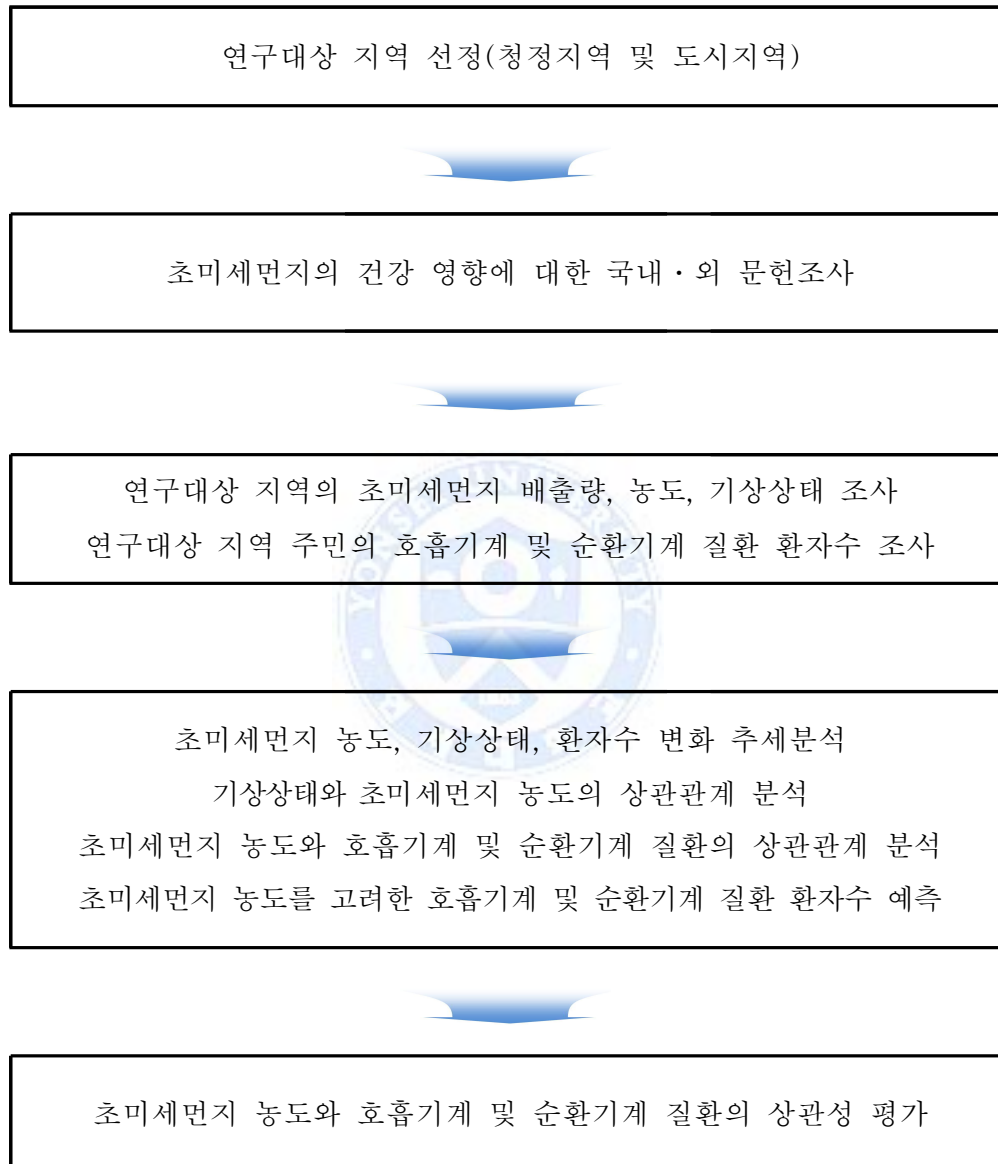 연구대상 지역 선정(청정지역 및 도시지역)
초미세먼지의 건강 영향에 대한 국내·외 문헌조사
연구대상 지역의 초미세먼지 배출량, 농도, 기상상태 조사
연구대상 지역 주민의 호흡기계 및 순환기계 질환 환자수 조사
초미세먼지 농도, 기상상태, 환자수 변화 추세분석
기상상태와 초미세먼지 농도의 상관관계 분석
초미세먼지 농도와 호흡기계 및 순환기계 질환의 상관관계 분석
초미세먼지 농도를 고려한 호흡기계 및 순환기계 질환 환자수 예측
초미세먼지 농도와 호흡기계 및 순환기계 질환의 상관성 평가